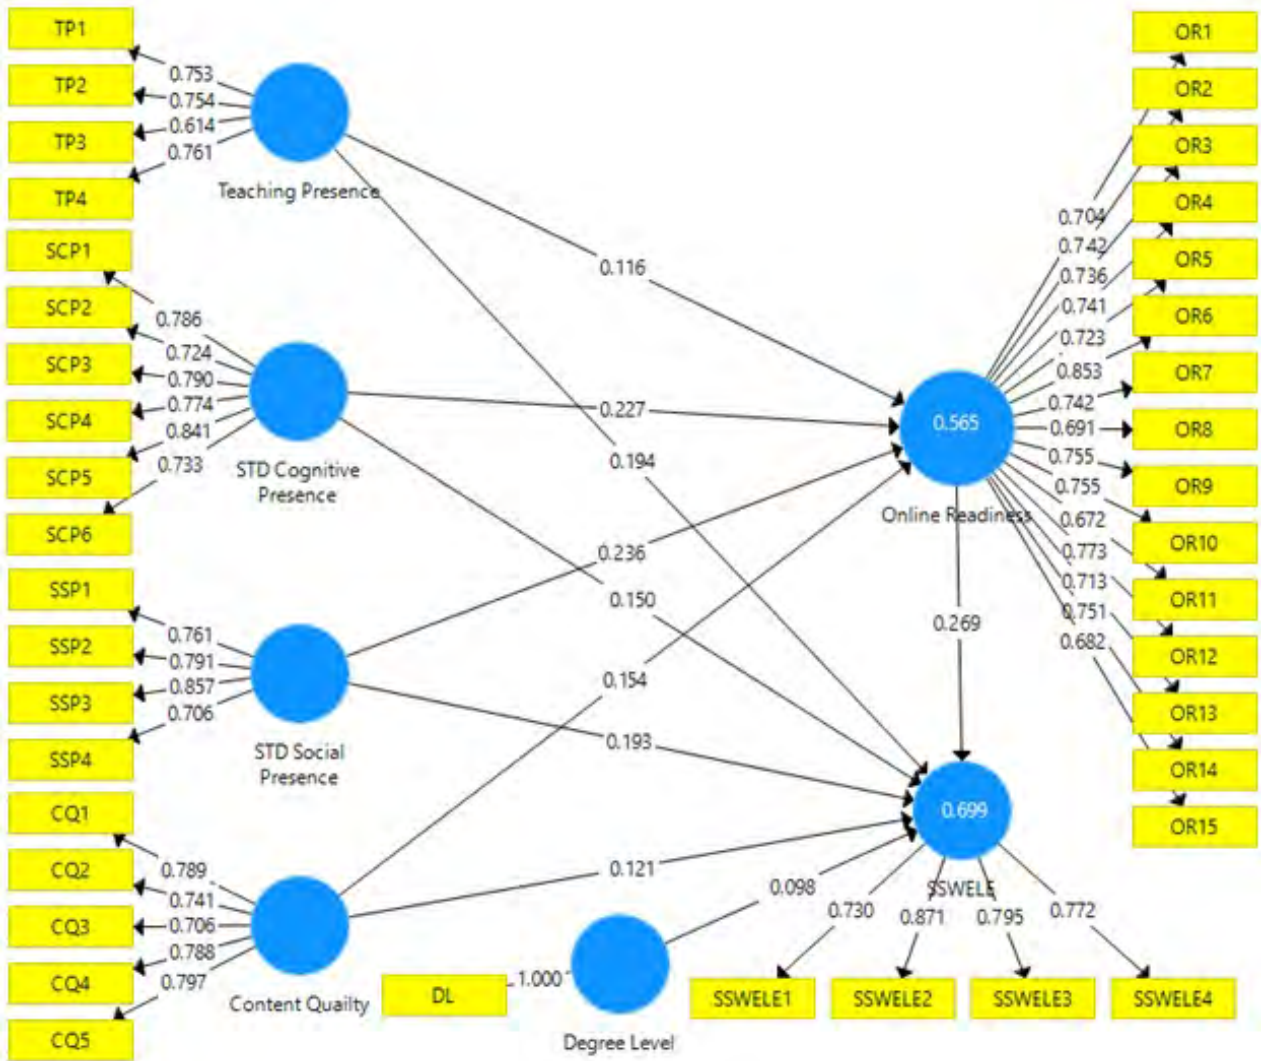 TP1
TP2
TP3
TP4
0.753
0.754
0.614
0.761
Teaching Presence
SCP1
SCP2
SCP3
SCP4
SCP5
SCP6
0.786
0.724
0.790
0.774
0.841
0.733
STD Cognitive
Presence
SSP1
SSP2
SSP3
SSP4
0.761
0.791
0.857
0.706
STD Social
Presence
CQ1
CQ2
CQ3
CQ4
CQ5
0.789
0.741
0.706
0.788
0.797
Content Quailty
DL
1.000
Degree Level
0.116
0.227
0.194
0.236
0.150
0.154
0.193
0.121
0.098
0.269
0.565
Online Readiness
0.699
SSWELE
0.730
0.871
0.795
0.772
SSWELE1
SSWELE2
SSWELE3
SSWELE4
0.704
0.742
0.736
0.741
0.723
0.853
0.742
0.691
0.755
0.755
0.672
0.773
0.713
0.751
0.682
OR1
OR2
OR3
OR4
OR5
OR6
OR7
OR8
OR9
OR10
OR11
OR12
OR13
OR14
OR15